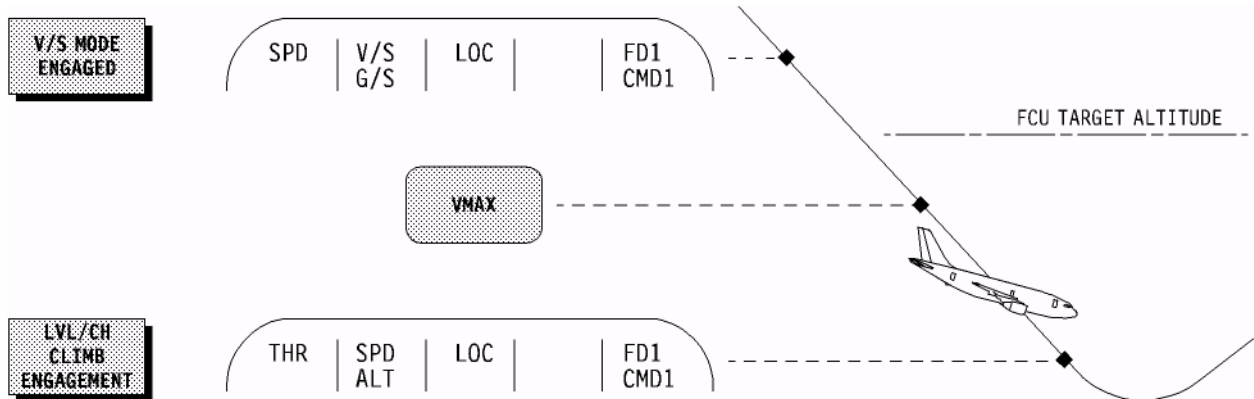 V/S MODE
ENGAGED
SPD V/S LOC FD1
G/S CMD1
FCU TARGET ALTITUDE
VMAX
LVL/CH
CLIMB
ENGAGEMENT
THR SPD LOC FD1
ALT CMD1